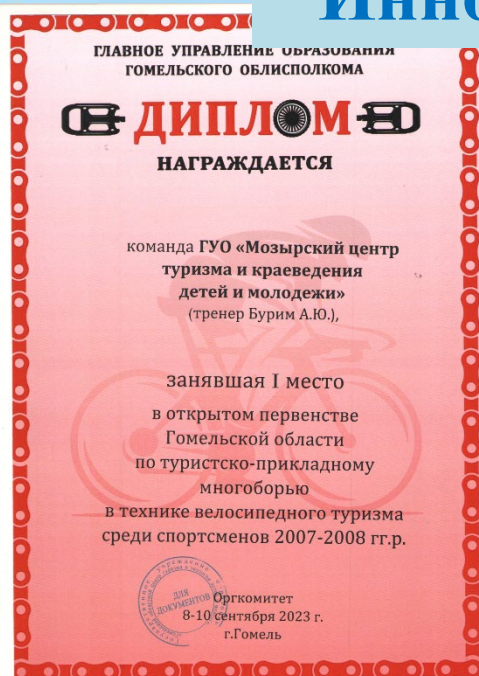 ГЛАВНОЕ УПРАВЛЕНИЕ ОБРАЗОВАНИЯ
ГОМЕЛЬСКОГО ОБЛИСПОЛКОМА
ДИПЛОМ
НАГРАЖДАЕТСЯ
команда ГУО «Мозырский центр
туризма и краеведения
детей и молодежи»
(тренер Бурим А.Ю.),
занявшая I место
в открытом первенстве
Гомельской области
по туристско-прикладному
многоборью
в технике велосипедного туризма
среди спортсменов 2007-2008 гг.р.
ДЛЯ
ДОКУМЕНТОВ
Оргкомитет
8-10 сентября 2023 г.
г.Гомель